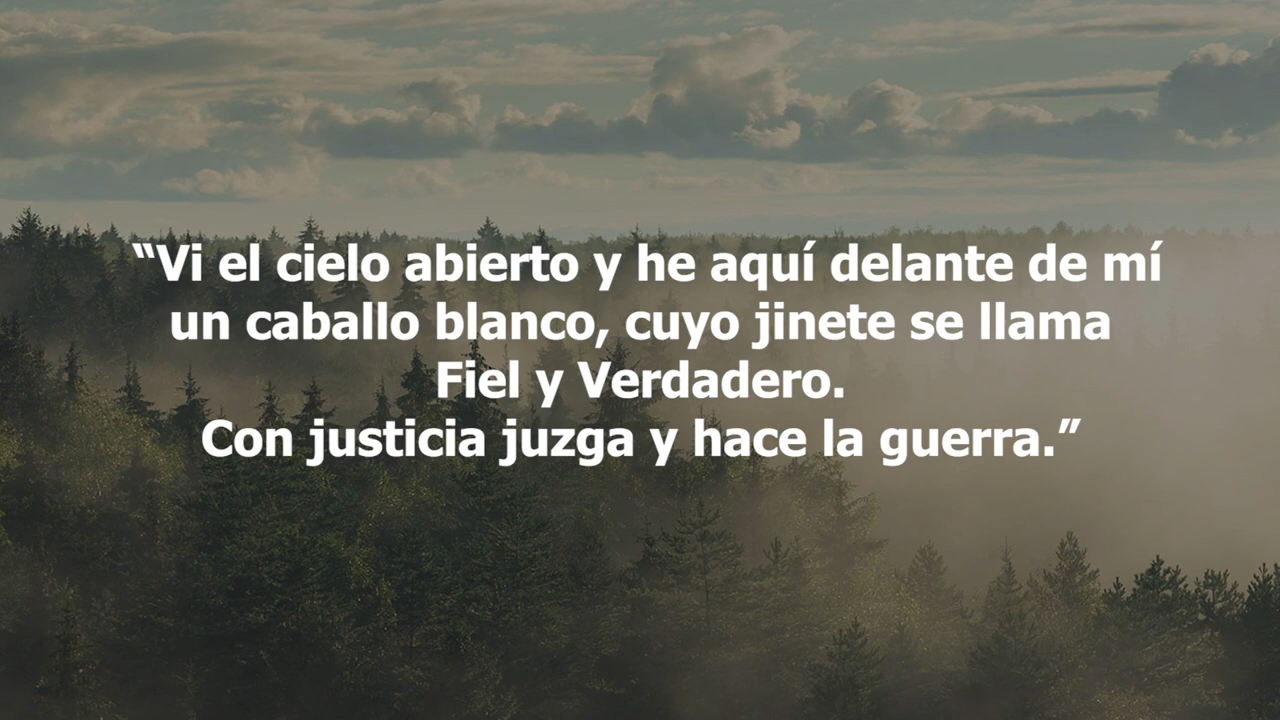 “Vi el cielo abierto y he aquí delante de mí
un caballo blanco, cuyo jinete se llama
Fiel y Verdadero.
Con justicia juzga y hace la guerra.”